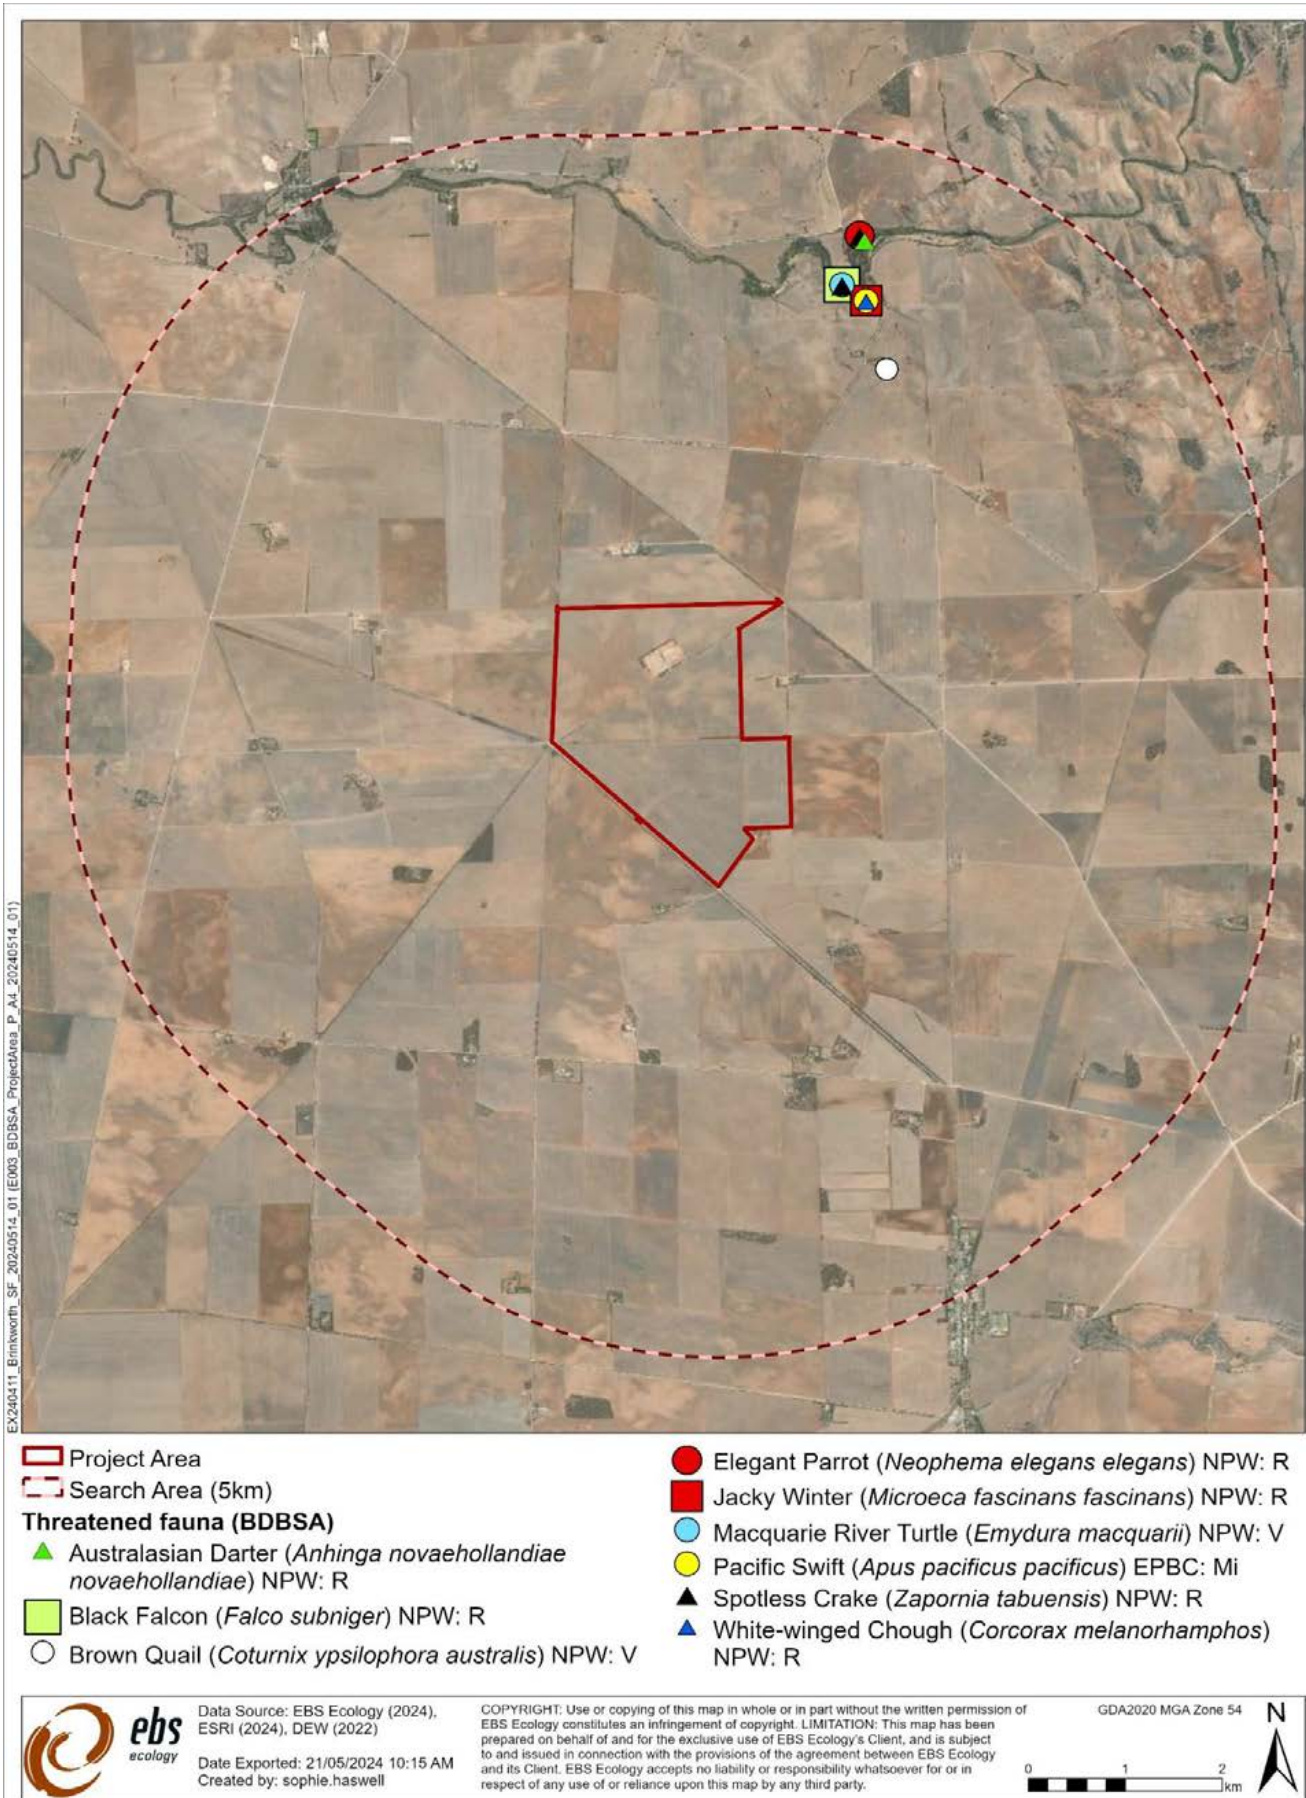 EX240411_Brinkworth_SF_20240514_01 (E003_BDBSA_ProjectArea_P_A4_20240514_01)
Project Area
Search Area (5km)
Threatened fauna (BDBSA)
Australasian Darter (Anhinga novaehollandiae
novaehollandiae) NPW: R
Black Falcon (Falco subniger) NPW: R
Brown Quail (Coturnix ypsilophora australis) NPW: V
Elegant Parrot (Neophema elegans elegans) NPW: R
Jacky Winter (Microeca fascinans fascinans) NPW: R
Macquarie River Turtle (Emydura macquarii) NPW: V
Pacific Swift (Apus pacificus pacificus) EPBC: Mi
Spotless Crake (Zapornia tabuensis) NPW: R
White-winged Chough (Corcorax melanorhamphos)
NPW: R
ebs
ecology
Data Source: EBS Ecology (2024),
ESRI (2024), DEW (2022)
Date Exported: 21/05/2024 10:15 AM
Created by: sophie.haswell
COPYRIGHT: Use or copying of this map in whole or in part without the written permission of
EBS Ecology constitutes an infringement of copyright. LIMITATION: This map has been
prepared on behalf of and for the exclusive use of EBS Ecology's Client, and is subject
to and issued in connection with the provisions of the agreement between EBS Ecology
and its Client. EBS Ecology accepts no liability or responsibility whatsoever for or in
respect of any use of or reliance upon this map by any third party.
GDA2020 MGA Zone 54
N
0 1 2
km